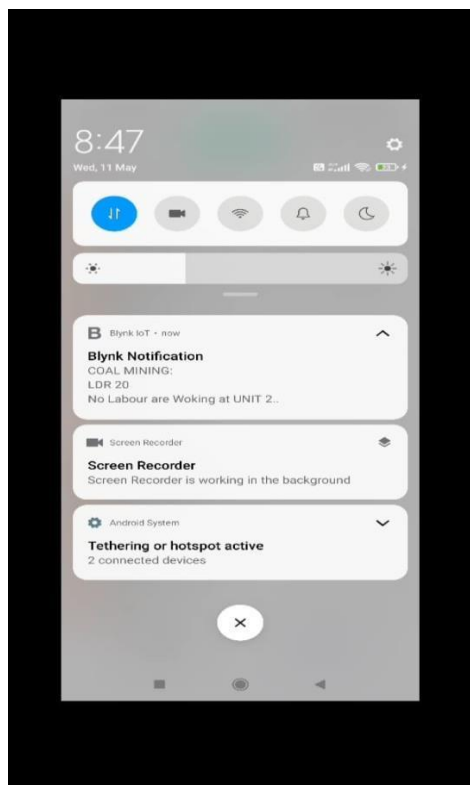 8:47
Wed, 11 May
B Blynk IoT • now
Blynk Notification
COAL MINING:
LDR 20
No Labour are Woking at UNIT 2..
Screen Recorder
Screen Recorder
Screen Recorder is working in the background
Android System
Tethering or hotspot active
2 connected devices